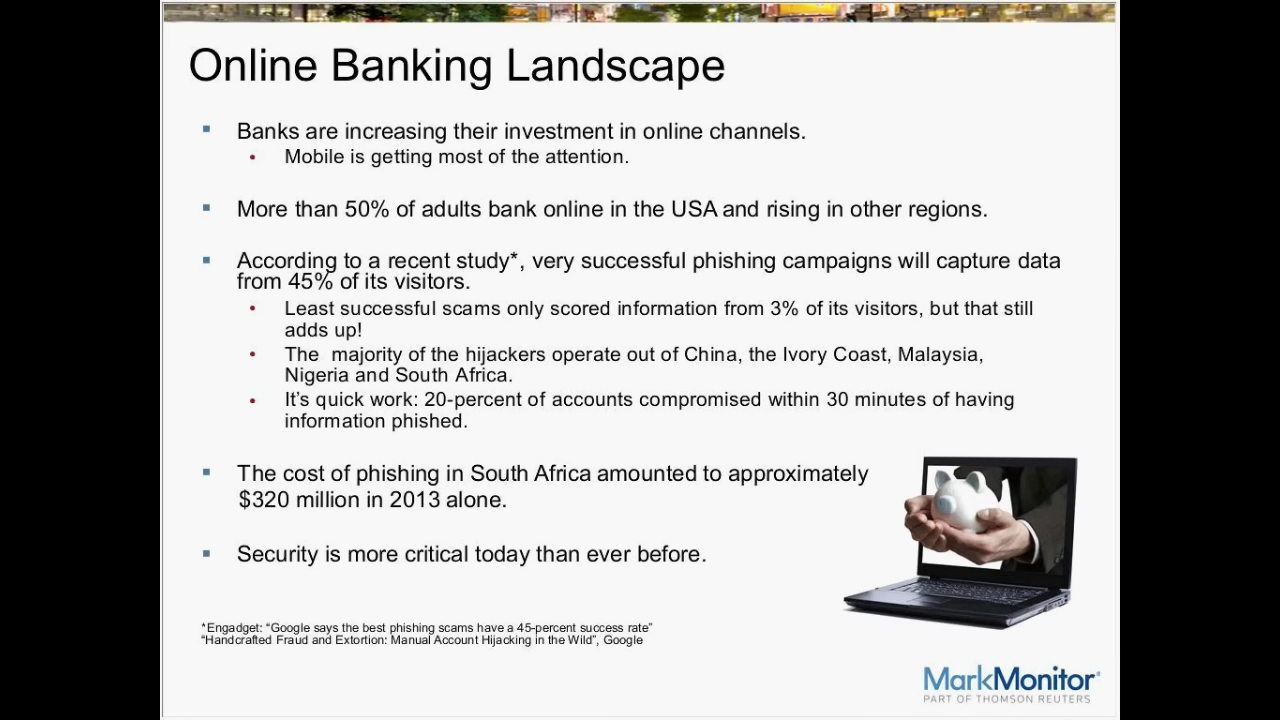 Online Banking Landscape
Banks are increasing their investment in online channels.
Mobile is getting most of the attention.
More than 50% of adults bank online in the USA and rising in other regions.
According to a recent study*, very successful phishing campaigns will capture data
from 45% of its visitors.
Least successful scams only scored information from 3% of its visitors, but that still
adds up!
The  majority of the hijackers operate out of China, the Ivory Coast, Malaysia,
Nigeria and South Africa.
It’s quick work: 20-percent of accounts compromised within 30 minutes of having
information phished.
The cost of phishing in South Africa amounted to approximately
$320 million in 2013 alone.
Security is more critical today than ever before.
*Engadget: “Google says the best phishing scams have a 45-percent success rate”
“Handcrafted Fraud and Extortion: Manual Account Hijacking in the Wild”, Google
MarkMonitor
PART OF THOMSON REUTERS